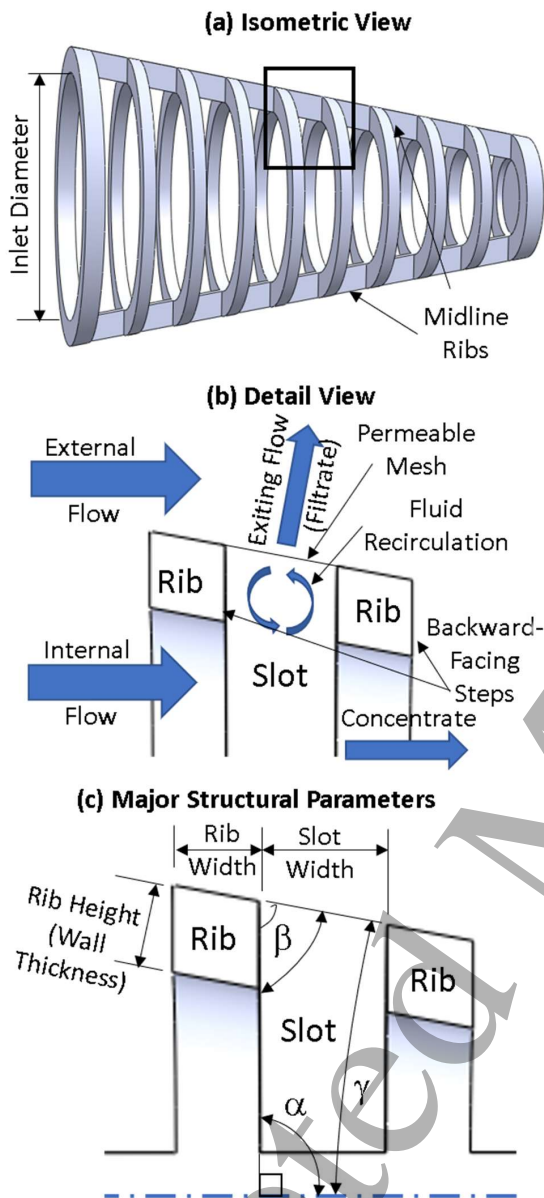 (a) Isometric View
Inlet Diameter
Midline
Ribs
(b) Detail View
External
Flow
Exiting Flow
(Filtrate)
Permeable
Mesh
Fluid
Recirculation
Rib
Rib
Backward-
Facing
Steps
Internal
Flow
Slot
Concentrate
(c) Major Structural Parameters
Rib
Width
Slot
Width
Rib Height
(Wall
Thickness)
Rib
β
Rib
Slot
α
γ